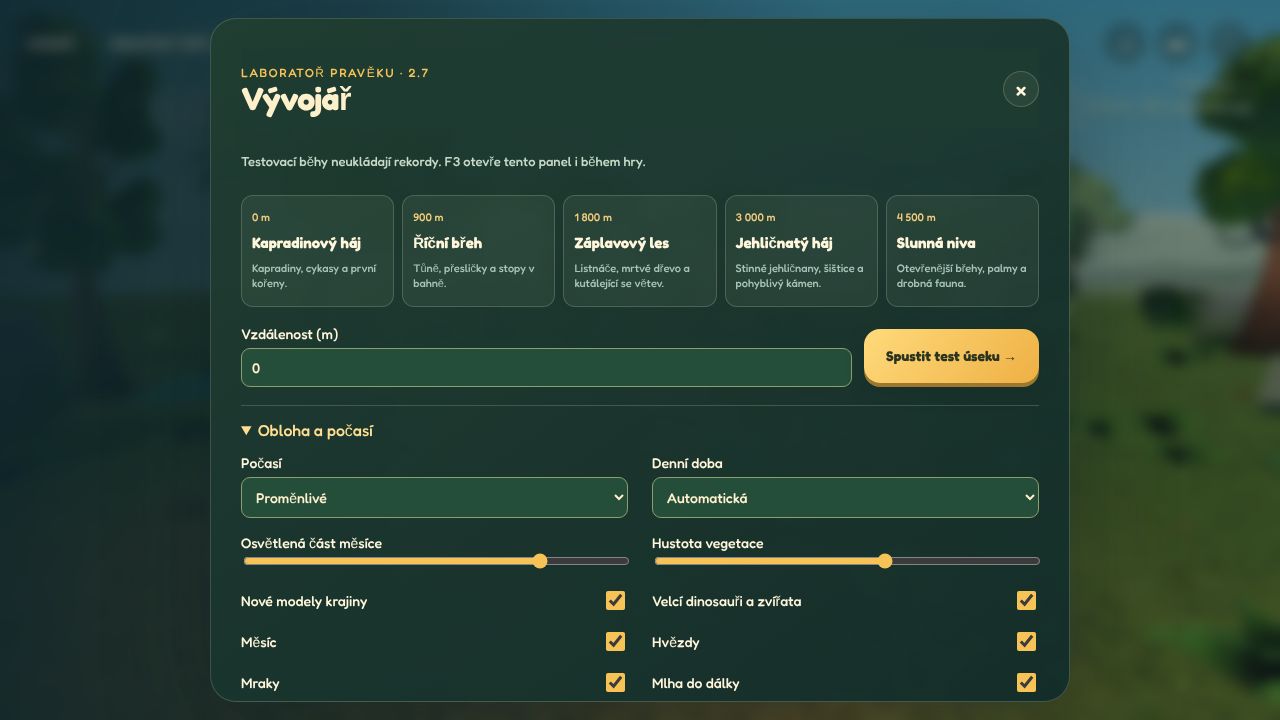 LABORATOŘ PRAVĚKU · 2.7
Vývojář
×
Testovací běhy neukládají rekordy. F3 otevře tento panel i během hry.
0 m
Kapradinový háj
Kapradiny, cykasy a první
kořeny.
900 m
Říční břeh
Tůně, přesličky a stopy v
bahně.
1 800 m
Záplavový les
Listnáče, mrtvé dřevo a
kutálející se větev.
3 000 m
Jehličnatý háj
Stinné jehličnany, šištice a
pohyblivý kámen.
4 500 m
Slunná niva
Otevřenější břehy, palmy a
drobná fauna.
Vzdálenost (m)
0
Spustit test úseku →
▼ Obloha a počasí
Počasí
Proměnlivé
Denní doba
Automatická
Osvětlená část měsíce
Hustota vegetace
Nové modely krajiny
Velcí dinosauři a zvířata
Měsíc
Hvězdy
Mraky
Mlha do dálky